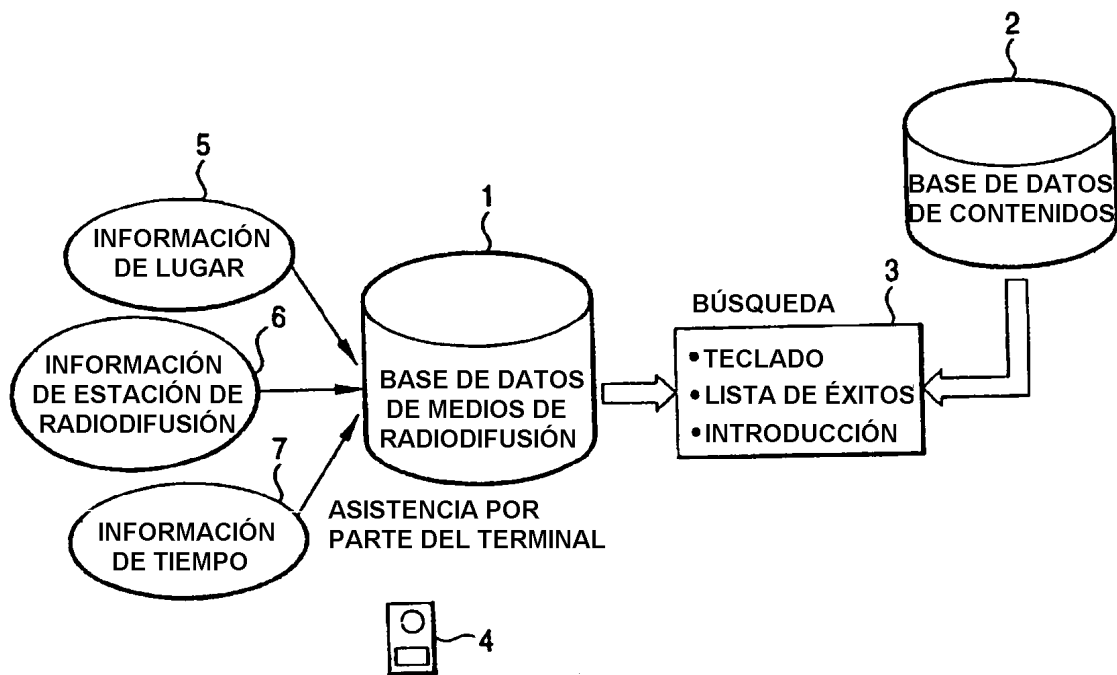 2
BASE DE DATOS
DE CONTENIDOS
5
INFORMACIÓN
DE LUGAR
1
6
INFORMACIÓN
DE ESTACIÓN DE
RADIODIFUSIÓN
BASE DE DATOS
DE MEDIOS DE
RADIODIFUSIÓN
BÚSQUEDA
3
•TECLADO
•LISTA DE ÉXITOS
•INTRODUCCIÓN
7
INFORMACIÓN
DE TIEMPO
ASISTENCIA POR
PARTE DEL TERMINAL
4